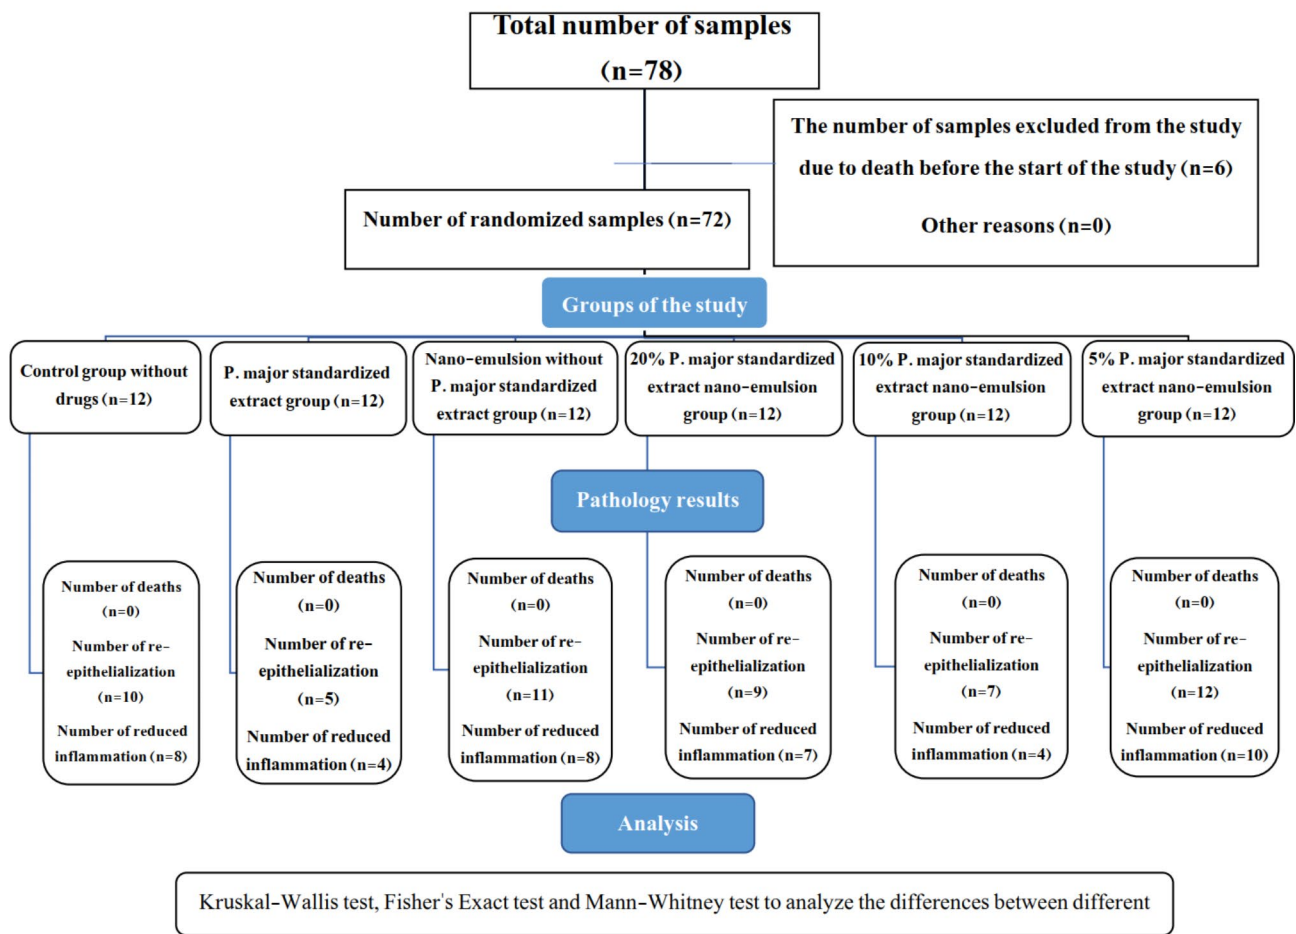 Total number of samples
(n=78)
The number of samples excluded from the study
due to death before the start of the study (n=6)
Other reasons (n=0)
Number of randomized samples (n=72)
Groups of the study
Control group without
drugs (n=12)
P. major standardized
extract group (n=12)
Nano-emulsion without
P. major standardized
extract group (n=12)
20% P. major standardized
extract nano-emulsion
group (n=12)
10% P. major standardized
extract nano-emulsion
group (n=12)
5% P. major standardized
extract nano-emulsion
group (n=12)
Pathology results
Number of deaths
(n=0)
Number of re-
epithelialization
(n=10)
Number of reduced
inflammation (n=8)
Number of deaths
(n=0)
Number of re-
epithelialization
(n=5)
Number of reduced
inflammation (n=4)
Number of deaths
(n=0)
Number of re-
epithelialization
(n=11)
Number of reduced
inflammation (n=8)
Number of deaths
(n=0)
Number of re-
epithelialization
(n=9)
Number of reduced
inflammation (n=7)
Number of deaths
(n=0)
Number of re-
epithelialization
(n=7)
Number of reduced
inflammation (n=4)
Number of deaths
(n=0)
Number of re-
epithelialization
(n=12)
Number of reduced
inflammation (n=10)
Analysis
Kruskal-Wallis test, Fisher's Exact test and Mann-Whitney test to analyze the differences between different